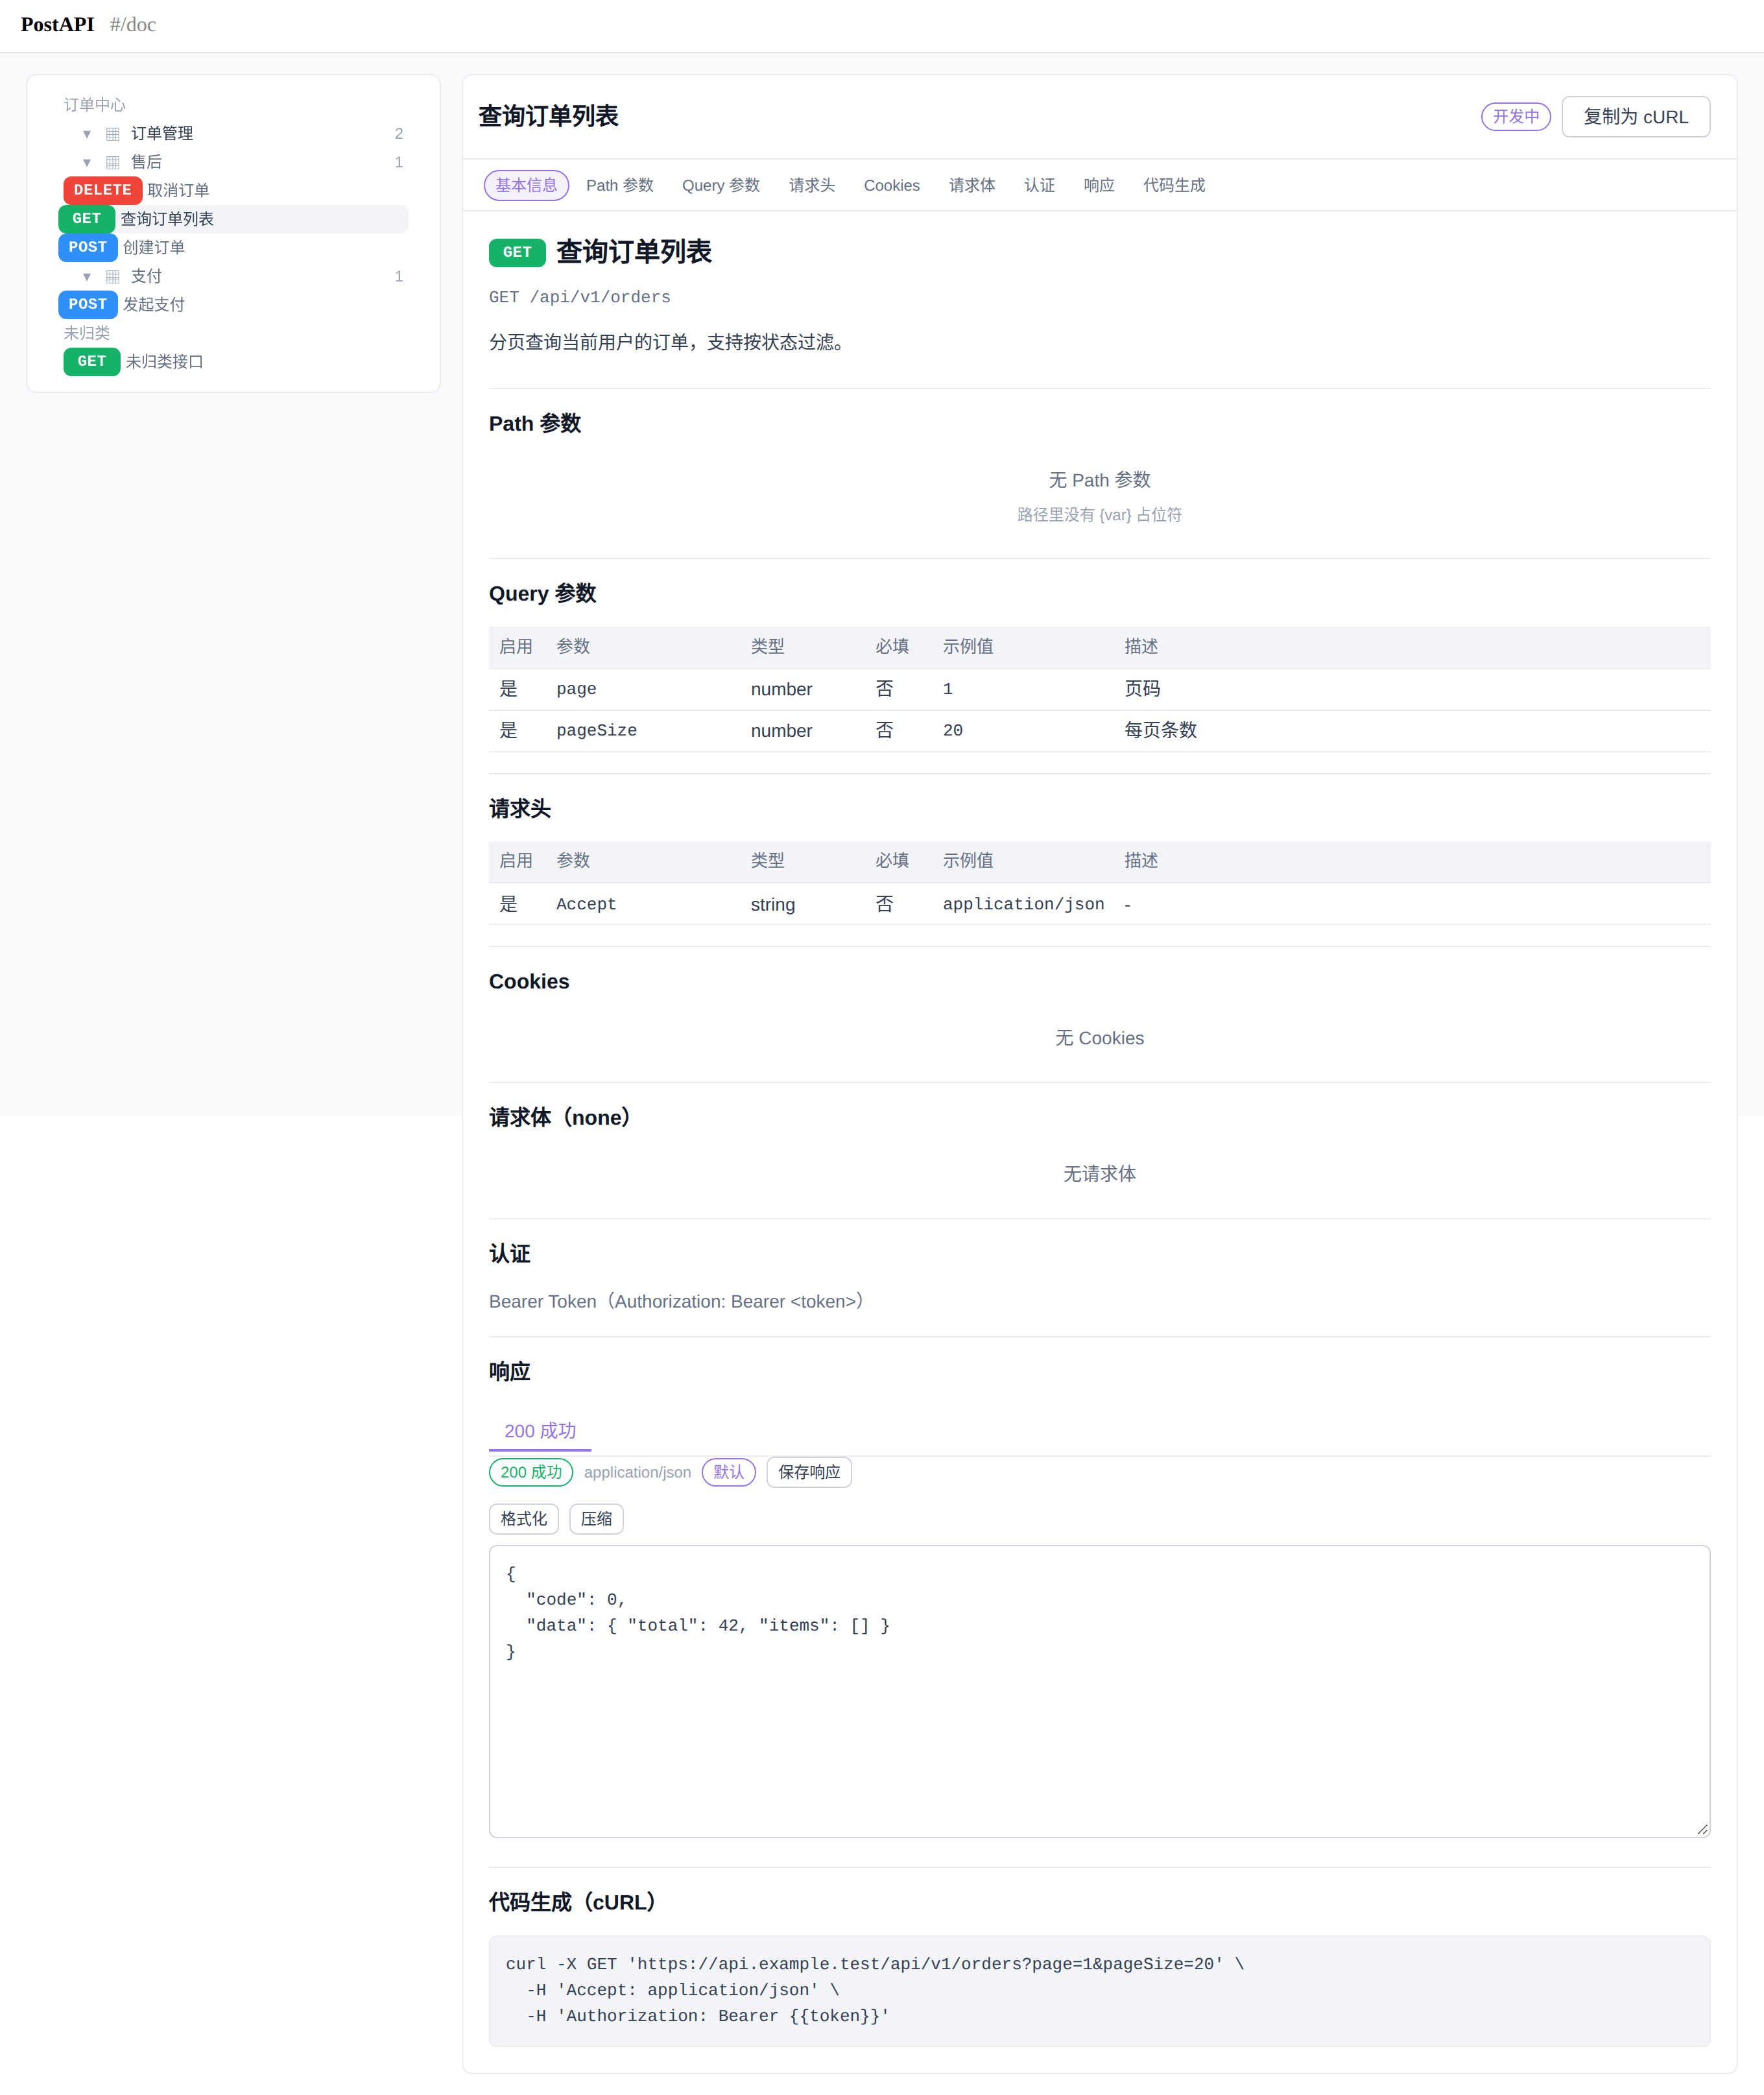 PostAPI #/doc
订单中心
▼ 订单管理 2
▼ 售后 1
DELETE 取消订单
GET 查询订单列表
POST 创建订单
▼ 支付 1
POST 发起支付
未归类
GET 未归类接口
查询订单列表 开发中 复制为 cURL
基本信息 Path 参数 Query 参数 请求头 Cookies 请求体 认证 响应 代码生成
GET 查询订单列表
GET /api/v1/orders
分页查询当前用户的订单，支持按状态过滤。
Path 参数
无 Path 参数
路径里没有 {var} 占位符
Query 参数
启用 参数 类型 必填 示例值 描述
是 page number 否 1 页码
是 pageSize number 否 20 每页条数
请求头
启用 参数 类型 必填 示例值 描述
是 Accept string 否 application/json -
Cookies
无 Cookies
请求体（none）
无请求体
认证
Bearer Token（Authorization: Bearer <token>）
响应
200 成功
200 成功 application/json 默认 保存响应
格式化 压缩
{
  "code": 0,
  "data": { "total": 42, "items": [] }
}
代码生成（cURL）
curl -X GET 'https://api.example.test/api/v1/orders?page=1&pageSize=20' \
  -H 'Accept: application/json' \
  -H 'Authorization: Bearer {{token}}'